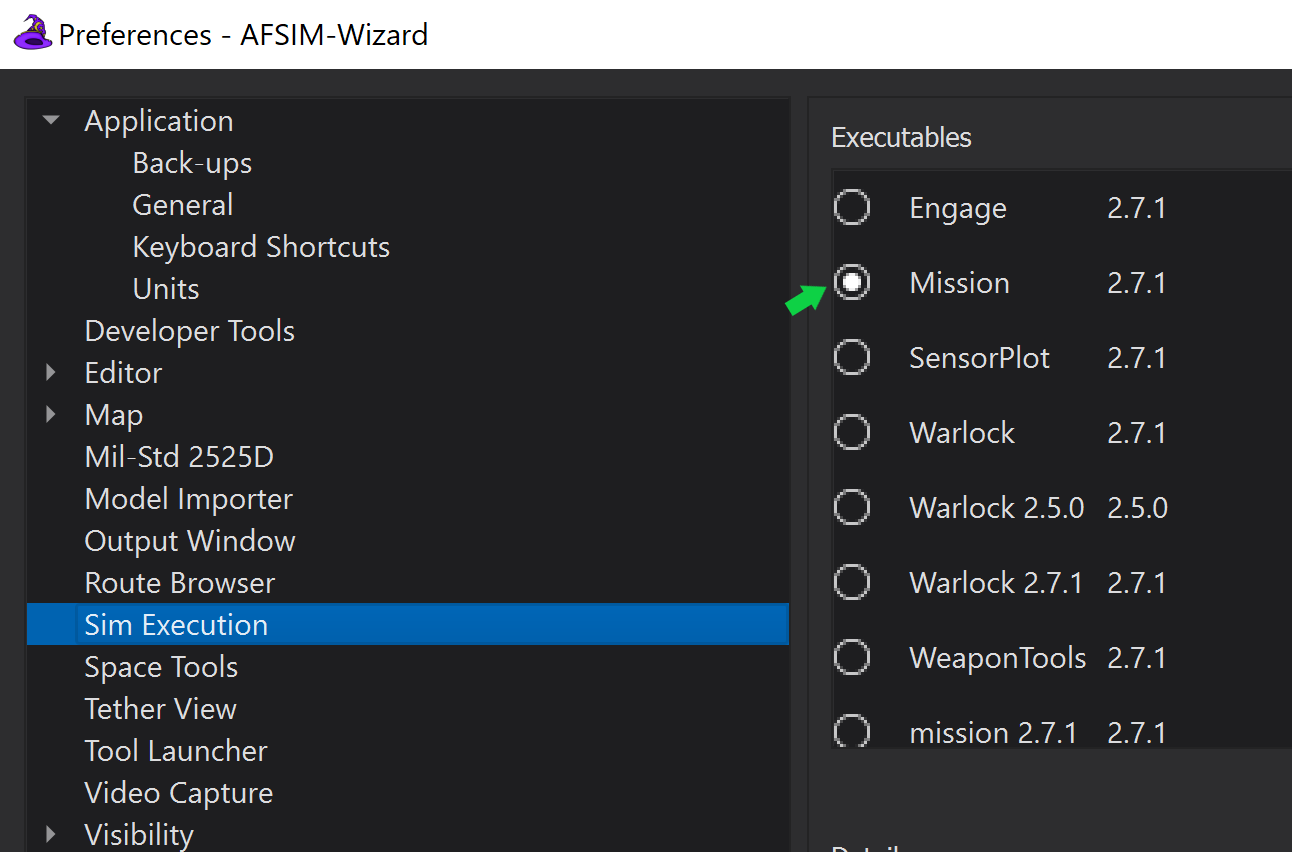 Preferences - AFSIM-Wizard
Application
Back-ups
General
Keyboard Shortcuts
Units
Developer Tools
Editor
Map
Mil-Std 2525D
Model Importer
Output Window
Route Browser
Sim Execution
Space Tools
Tether View
Tool Launcher
Video Capture
Visibility
Executables
Engage 2.7.1
Mission 2.7.1
SensorPlot 2.7.1
Warlock 2.7.1
Warlock 2.5.0 2.5.0
Warlock 2.7.1 2.7.1
WeaponTools 2.7.1
mission 2.7.1 2.7.1